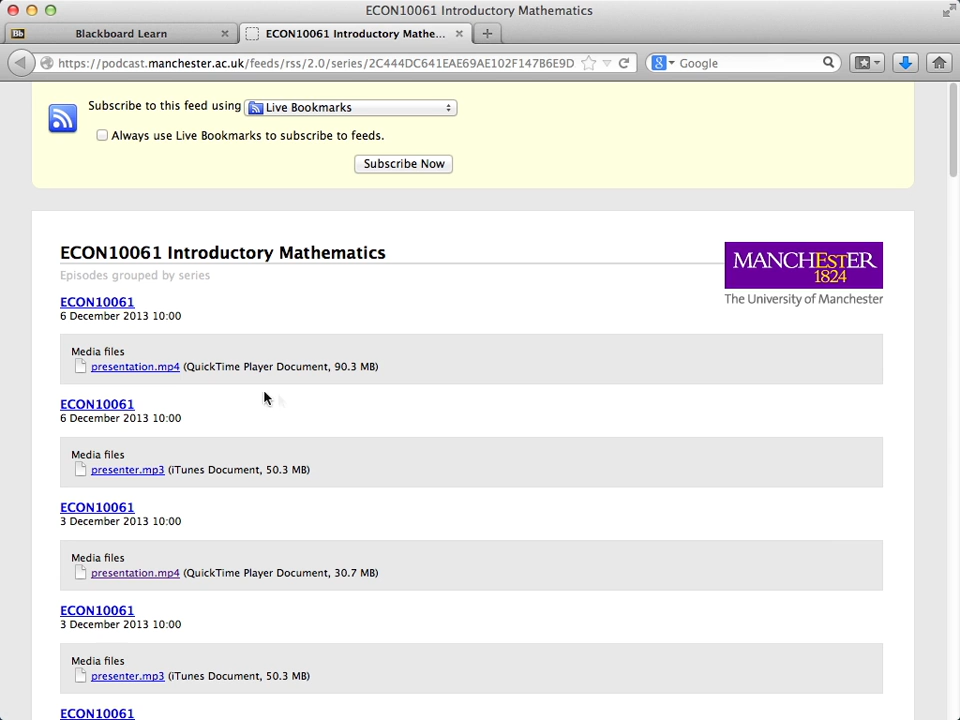 ECON10061 Introductory Mathematics
Bb Blackboard Learn
ECON10061 Introductory Mathe...
https://podcast.manchester.ac.uk/feeds/rss/2.0/series/2C444DC641EAE69AE102F147B6E9D
8 Google
Subscribe to this feed using Live Bookmarks
Always use Live Bookmarks to subscribe to feeds.
Subscribe Now
ECON10061 Introductory Mathematics
Episodes grouped by series
MANCHESTER
1824
The University of Manchester
ECON10061
6 December 2013 10:00
Media files
presentation.mp4 (QuickTime Player Document, 90.3 MB)
ECON10061
6 December 2013 10:00
Media files
presenter.mp3 (iTunes Document, 50.3 MB)
ECON10061
3 December 2013 10:00
Media files
presentation.mp4 (QuickTime Player Document, 30.7 MB)
ECON10061
3 December 2013 10:00
Media files
presenter.mp3 (iTunes Document, 50.3 MB)
ECON10061